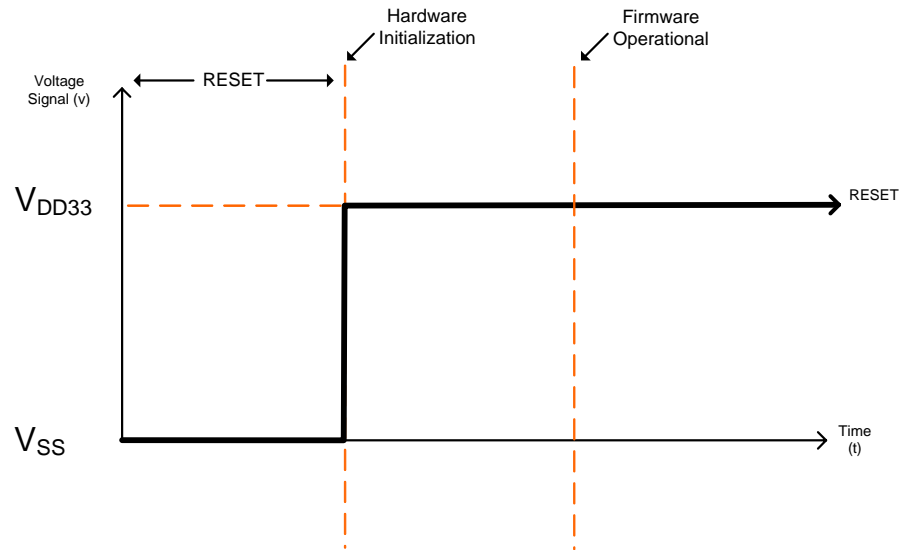 Hardware
Initialization
Firmware
Operational
RESET
Voltage
Signal (v)
VDD33
RESET
VSS
Time
(t)